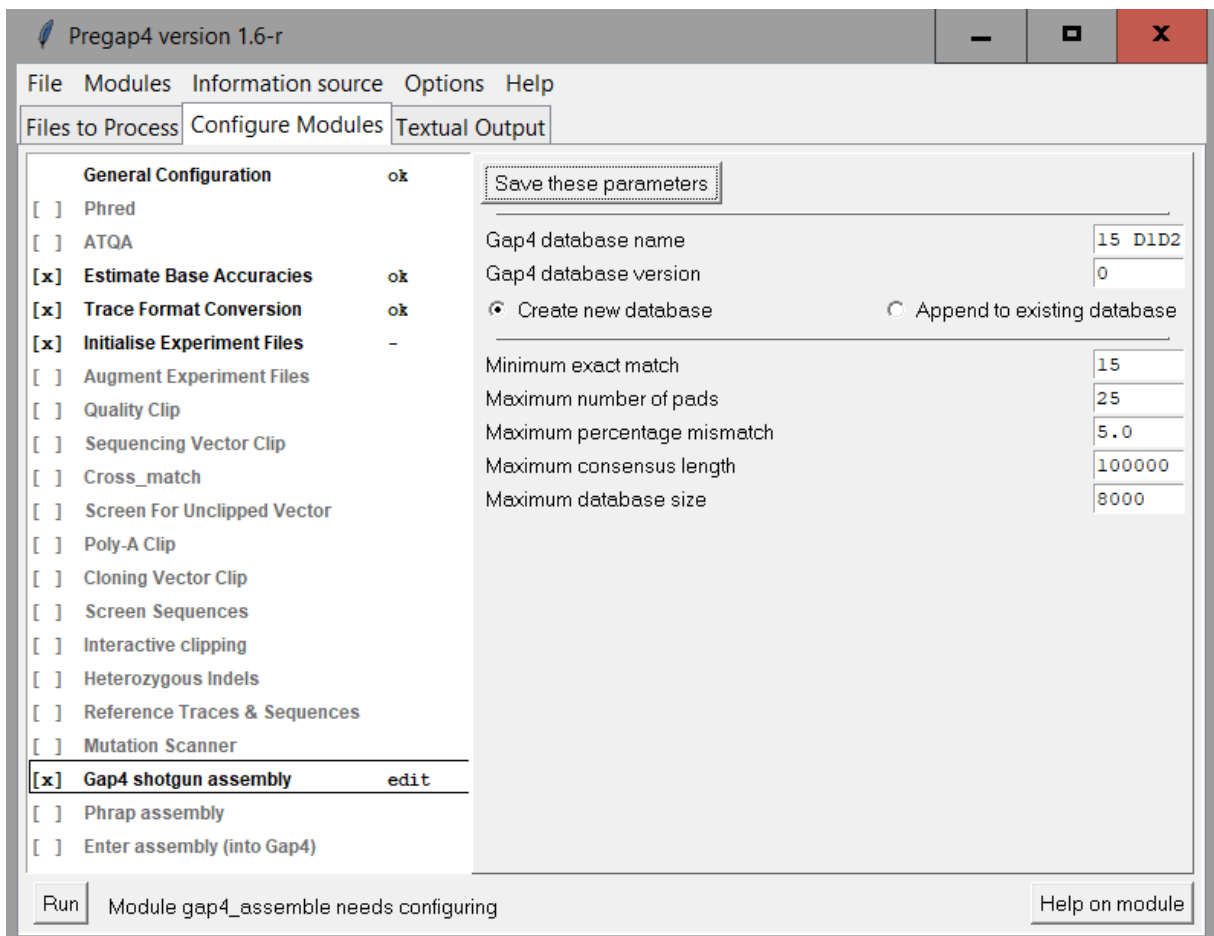 Pregap4 version 1.6-r
File Modules Information source Options Help
Files to Process Configure Modules Textual Output
General Configuration ok
[ ] Phred
[ ] ATQA
[x] Estimate Base Accuracies ok
[x] Trace Format Conversion ok
[x] Initialise Experiment Files -
[ ] Augment Experiment Files
[ ] Quality Clip
[ ] Sequencing Vector Clip
[ ] Cross_match
[ ] Screen For Unclipped Vector
[ ] Poly-A Clip
[ ] Cloning Vector Clip
[ ] Screen Sequences
[ ] Interactive clipping
[ ] Heterozygous Indels
[ ] Reference Traces & Sequences
[ ] Mutation Scanner
[x] Gap4 shotgun assembly edit
[ ] Phrap assembly
[ ] Enter assembly (into Gap4)
Save these parameters
Gap4 database name 15 D1D2
Gap4 database version 0
Create new database Append to existing database
Minimum exact match 15
Maximum number of pads 25
Maximum percentage mismatch 5.0
Maximum consensus length 100000
Maximum database size 8000
Run Module gap4_assemble needs configuring Help on module